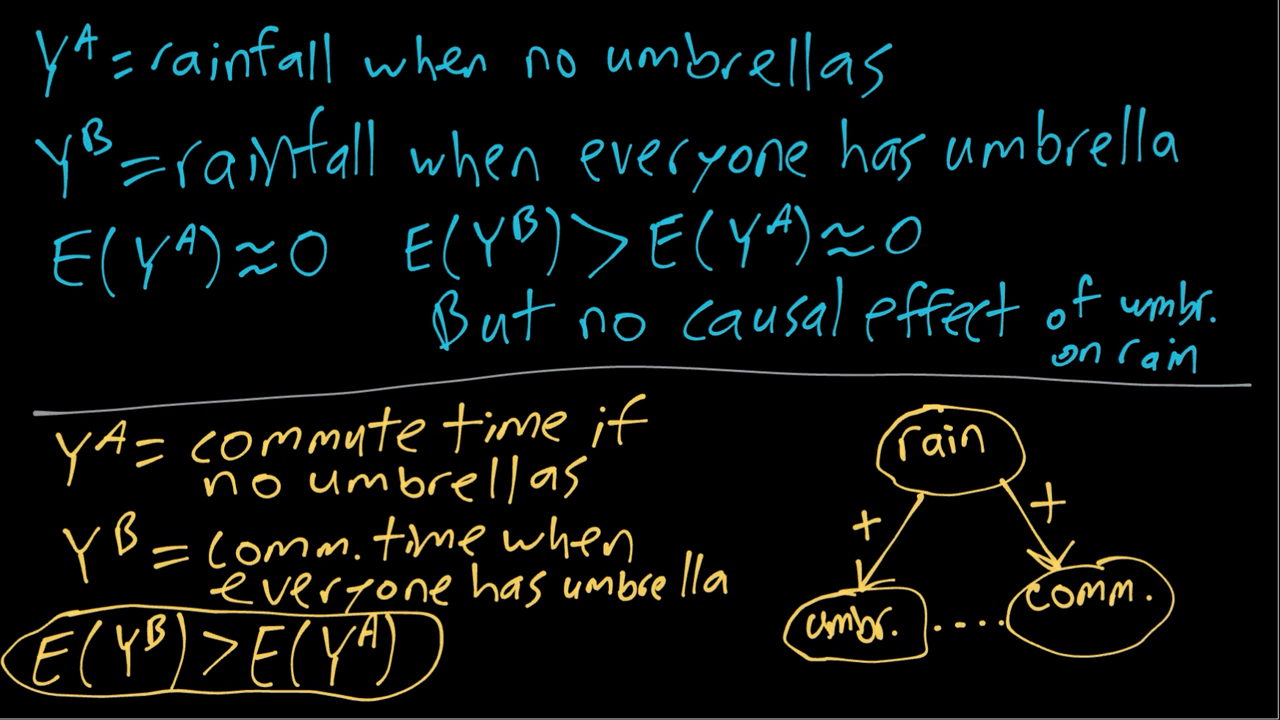 Y^A = rainfall when no umbrellas
Y^B = rainfall when everyone has umbrella
E(Y^A) ≈ 0 E(Y^B) > E(Y^A) ≈ 0
But no causal effect of umbr.
on rain
Y^A = commute time if
no umbrellas
Y^B = comm. time when
everyone has umbrella
E(Y^B) > E(Y^A)
rain
+ +
umbr. .... comm.